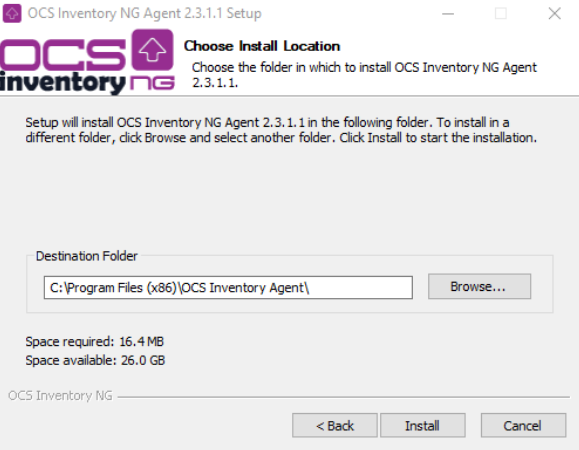 OCS Inventory NG Agent 2.3.1.1 Setup
OCS
inventory NG
Choose Install Location
Choose the folder in which to install OCS Inventory NG Agent
2.3.1.1.
Setup will install OCS Inventory NG Agent 2.3.1.1 in the following folder. To install in a
different folder, click Browse and select another folder. Click Install to start the installation.
Destination Folder
C:\Program Files (x86)\OCS Inventory Agent\
Browse...
Space required: 16.4 MB
Space available: 26.0 GB
OCS Inventory NG
< Back
Install
Cancel